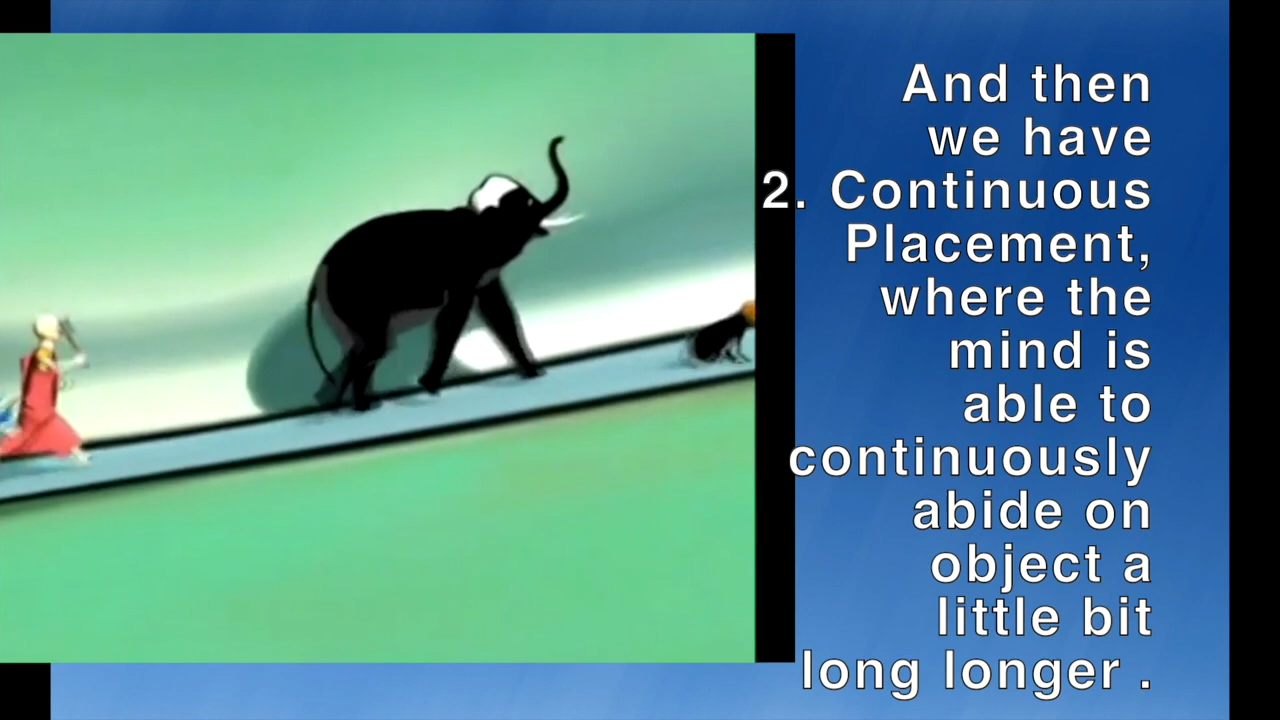 And then
we have
2. Continuous
Placement,
where the
mind is
able to
continuously
abide on
object a
little bit
long longer .